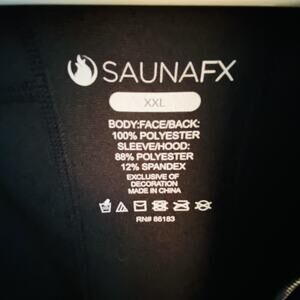 SAUNAFX
XXL
BODY:FACE/BACK:
100% POLYESTER
SLEEVE/HOOD:
88% POLYESTER
12% SPANDEX
EXCLUSIVE OF
DECORATION
MADE IN CHINA
RN# 86183